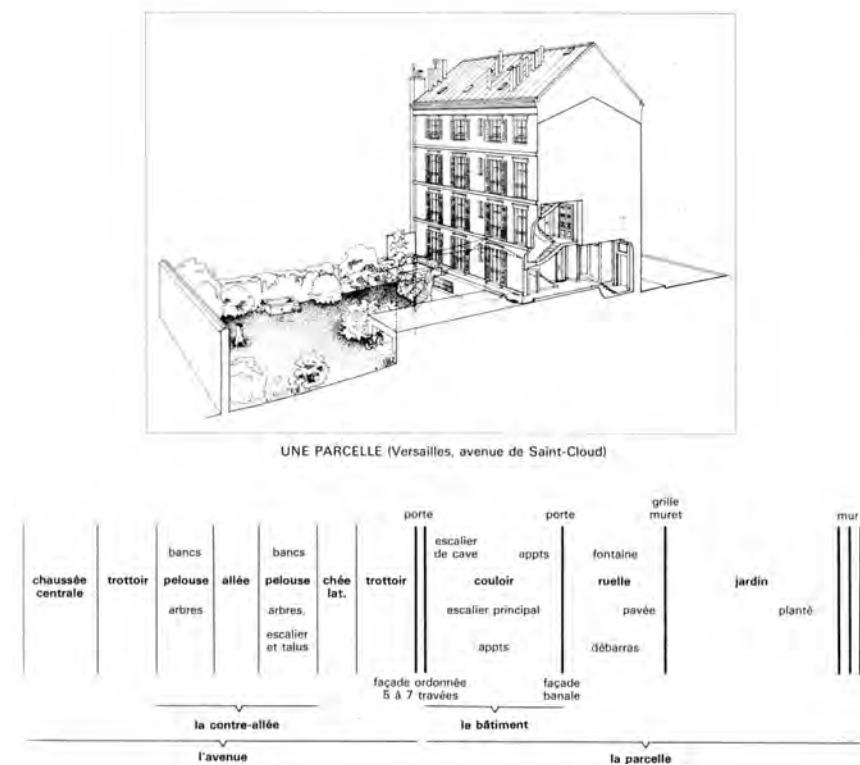 UNE PARCELLE (Versailles, avenue de Saint-Cloud)
grille
porte porte muret mur
escalier
bancs bancs de cave appts fontaine
chaussée trottoir pelouse allée pelouse chée trottoir couloir ruelle jardin
centrale lat.
arbres arbres, escalier principal pavée planté
escalier
et talus appts débarras
façade ordonnée façade
5 à 7 travées banale
la contre-allée le bâtiment
l'avenue la parcelle